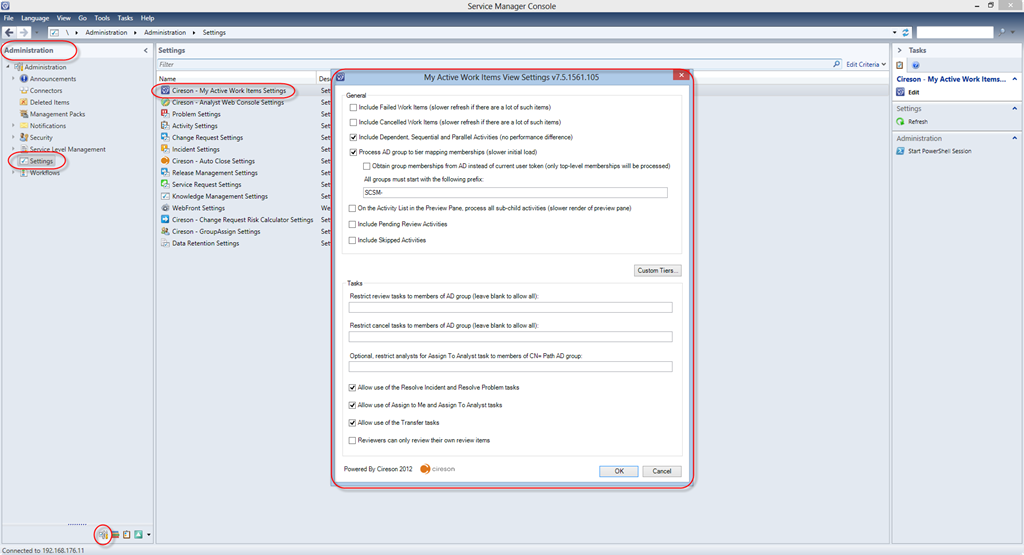 Service Manager Console
File Language View Go Tools Tasks Help
\ Administration Administration Settings
Administration
Administration
Announcements
Connectors
Deleted Items
Management Packs
Notifications
Security
Service Level Management
Settings
Workflows
Settings
Filter
Edit Criteria
Name
Cireson - My Active Work Items Settings
Cireson - Analyst Web Console Settings
Problem Settings
Activity Settings
Change Request Settings
Incident Settings
Cireson - Auto Close Settings
Release Management Settings
Service Request Settings
Knowledge Management Settings
WebFront Settings
Cireson - Change Request Risk Calculator Settings
Cireson - GroupAssign Settings
Data Retention Settings
My Active Work Items View Settings v7.5.1561.105
General
Include Failed Work Items (slower refresh if there are a lot of such items)
Include Cancelled Work Items (slower refresh if there are a lot of such items)
Include Dependent, Sequential and Parallel Activities (no performance difference)
Process AD group to tier mapping memberships (slower initial load)
Obtain group memberships from AD instead of current user token (only top-level memberships will be processed)
All groups must start with the following prefix:
SCSM-
On the Activity List in the Preview Pane, process all sub-child activities (slower render of preview pane)
Include Pending Review Activities
Include Skipped Activities
Custom Tiers...
Tasks
Restrict review tasks to members of AD group (leave blank to allow all):
Restrict cancel tasks to members of AD group (leave blank to allow all):
Optional, restrict analysts for Assign To Analyst task to members of CN+ Path AD group:
Allow use of the Resolve Incident and Resolve Problem tasks
Allow use of Assign to Me and Assign To Analyst tasks
Allow use of the Transfer tasks
Reviewers can only review their own review items
Powered By Cireson 2012 cireson
OK Cancel
Tasks
Cireson - My Active Work Items...
Edit
Settings
Refresh
Administration
Start PowerShell Session
Connected to 192.168.176.11